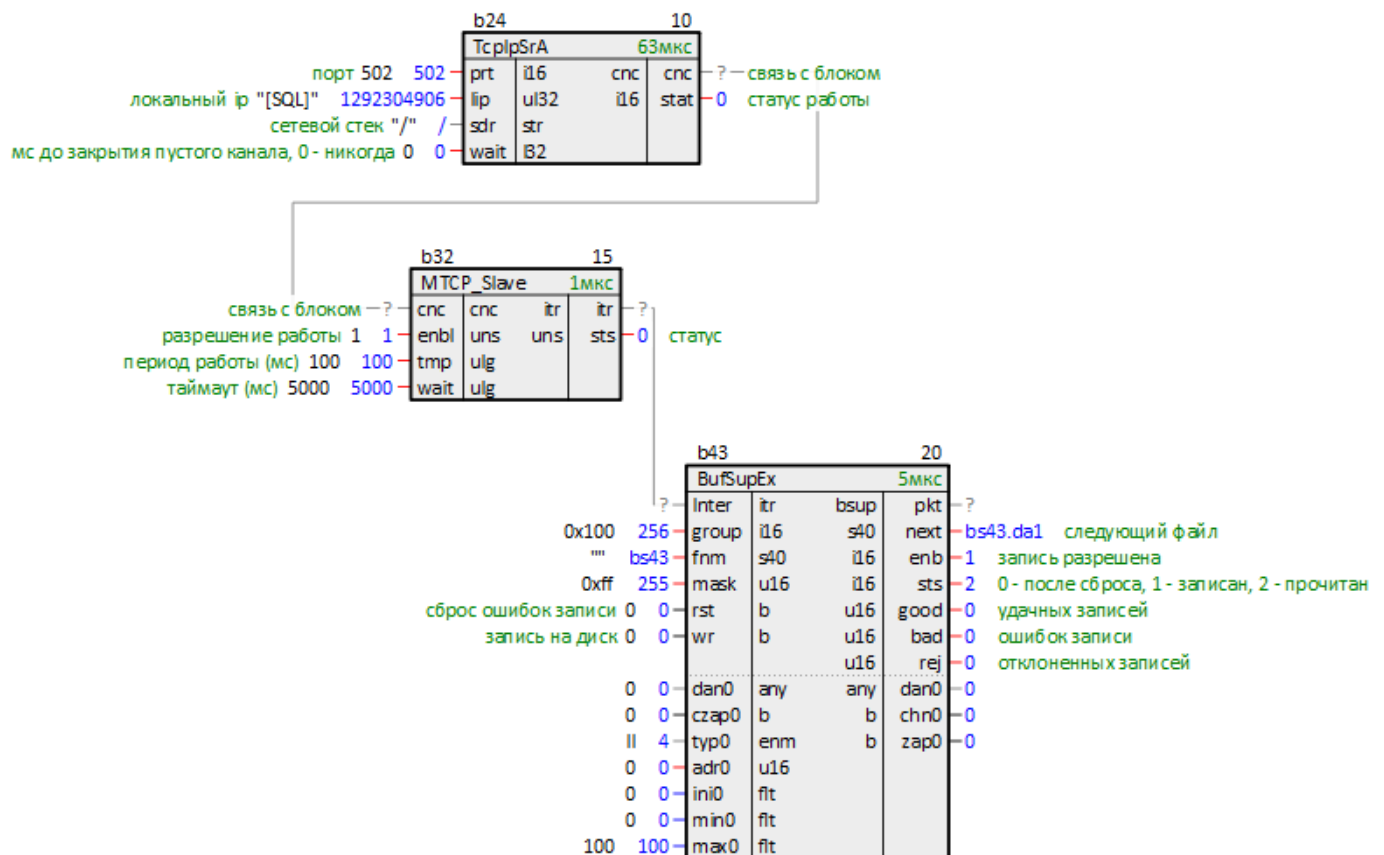 b24 10
TcpIpSrA 63мкс
порт 502 502 prt i16 cnc cnc ? связь с блоком
локальный ip "[SQL]" 1292304906 lip ul32 i16 stat 0 статус работы
сетевой стек "/" / sdr str
мс до закрытия пустого канала, 0 - никогда 0 0 wait l32
b32 15
MTCP_Slave 1мкс
связь с блоком ? cnc cnc itr itr ?
разрешение работы 1 1 enbl uns uns sts 0 статус
период работы (мс) 100 100 tmp ulg
таймаут (мс) 5000 5000 wait ulg
b43 20
BufSupEx 5мкс
? Inter itr bsup pkt ?
0x100 256 group i16 s40 next bs43.da1 следующий файл
"" bs43 fnm s40 i16 enb 1 запись разрешена
0xff 255 mask u16 i16 sts 2 0 - после сброса, 1 - записан, 2 - прочитан
сброс ошибок записи 0 0 rst b u16 good 0 удачных записей
запись на диск 0 0 wr b u16 bad 0 ошибок записи
u16 rej 0 отклоненных записей
0 0 dan0 any any dan0 0
0 0 czap0 b b chn0 0
II 4 typ0 enm b zap0 0
0 0 adr0 u16
0 0 ini0 flt
0 0 min0 flt
100 100 max0 flt